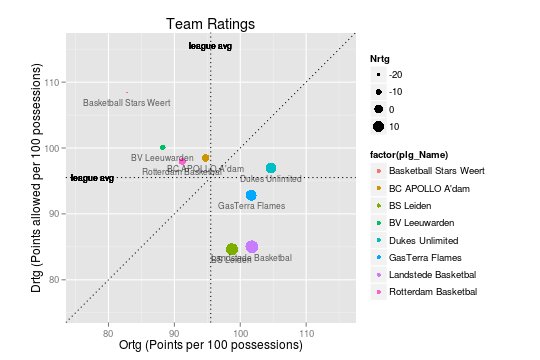 Team Ratings
league avg
110
100
90
80
Drtg (Points allowed per 100 possessions)
Basketball Stars Weert
BV Leeuwarden
BC APOLLO A'dam
Rotterdam Basketbal
Dukes Unlimited
league avg
GasTerra Flames
Landstede Basketbal
BS Leiden
80
90
100
110
Ortg (Points per 100 possessions)
Nrtg
-20
-10
0
10
factor(plg_Name)
Basketball Stars Weert
BC APOLLO A'dam
BS Leiden
BV Leeuwarden
Dukes Unlimited
GasTerra Flames
Landstede Basketbal
Rotterdam Basketbal